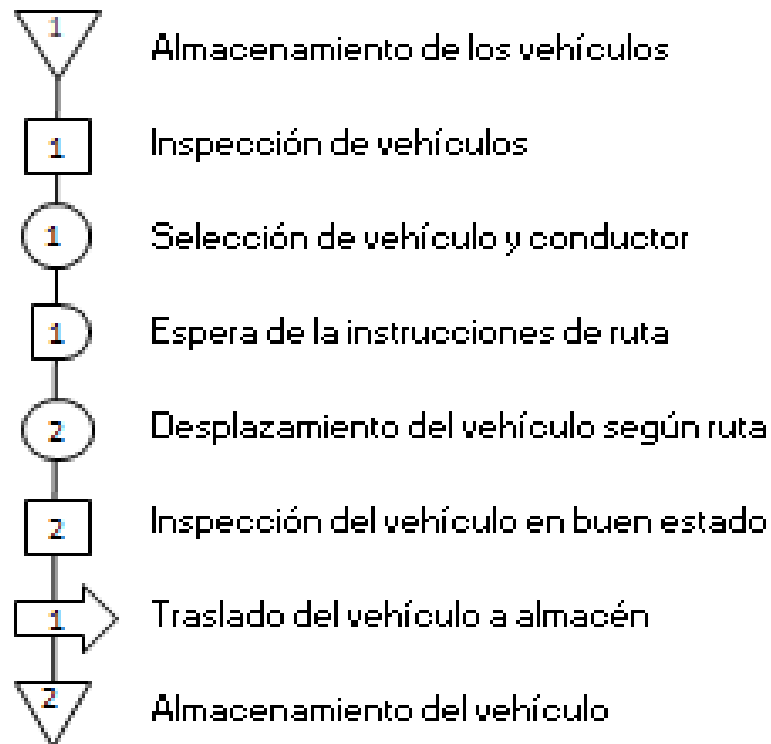 1 Almacenamiento de los vehículos
1 Inspección de vehículos
1 Selección de vehículo y conductor
1 Espera de la instrucciones de ruta
2 Desplazamiento del vehículo según ruta
2 Inspección del vehículo en buen estado
1 Traslado del vehículo a almacén
2 Almacenamiento del vehículo